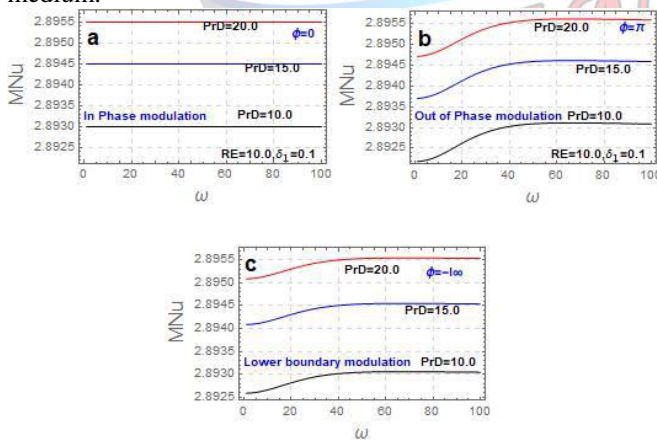 medium.
a
ϕ=0
PrD=20.0
PrD=15.0
In Phase modulation PrD=10.0
RE=10.0,δ₁=0.1
MNu
2.8955
2.8950
2.8945
2.8940
2.8935
2.8930
2.8925
0 20 40 60 80 100
ω
b
PrD=20.0 ϕ=π
PrD=15.0
Out of Phase modulation PrD=10.0
RE=10.0,δ₁=0.1
MNu
2.8955
2.8950
2.8945
2.8940
2.8935
2.8930
2.8925
0 20 40 60 80 100
ω
c
PrD=20.0 ϕ=-I∞
PrD=15.0
Lower boundary modulation PrD=10.0
MNu
2.8955
2.8950
2.8945
2.8940
2.8935
2.8930
2.8925
0 20 40 60 80 100
ω